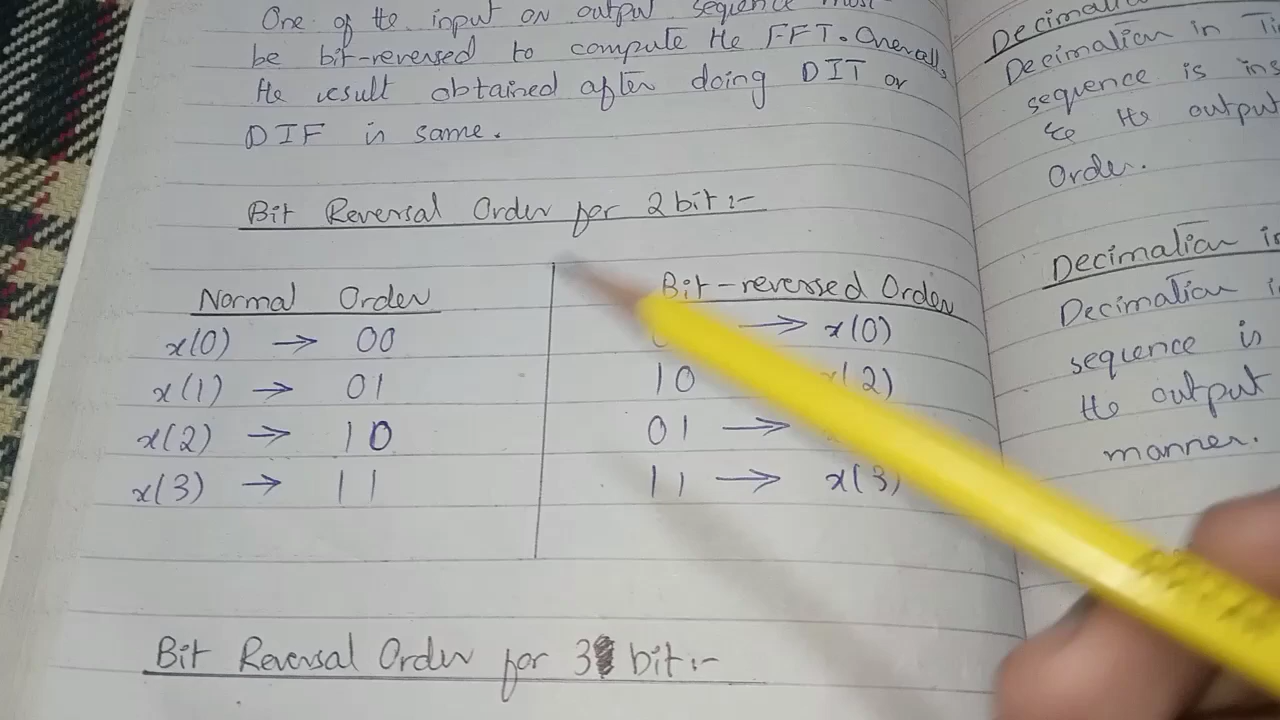 One of the input or output sequence must
be bit-reversed to compute the FFT. Overall,
the result obtained after doing DIT or
DIF is same.
Bit Reversal Order for 2 bit :-
Normal Order
x(0) → 00
x(1) → 01
x(2) → 10
x(3) → 11
Bit-reversed Order
→ x(0)
10 x(2)
01 →
11 → x(3)
Bit Reversal Order for 3 bit :-
Decimation
Decimation in
sequence is
to the output
Order.
Decimation in
Decimation
sequence is
the output
manner.